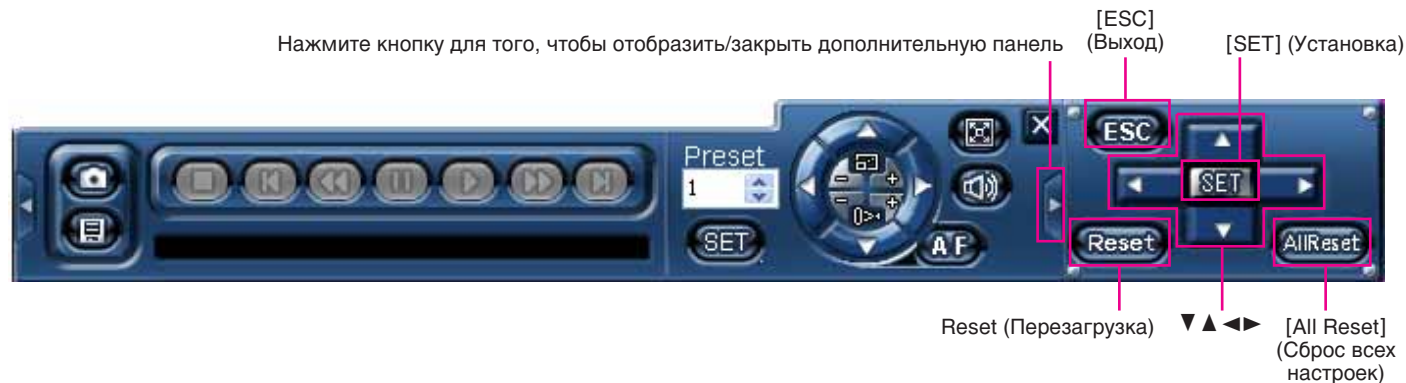 [ESC]
(Выход)
Нажмите кнопку для того, чтобы отобразить/закрыть дополнительную панель
[SET] (Установка)
ESC
Preset
1
SET
SET
AF
Reset
AllReset
Reset (Перезагрузка)
▼▲◄►
[All Reset]
(Сброс всех
настроек)